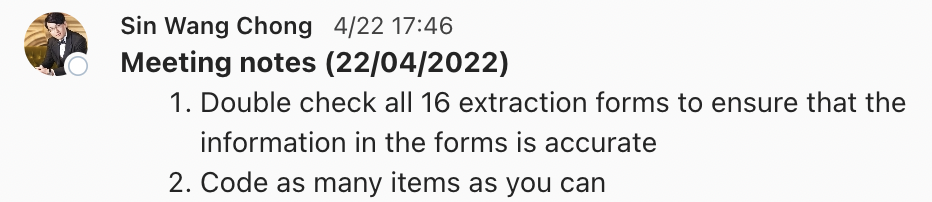 Sin Wang Chong 4/22 17:46
Meeting notes (22/04/2022)
1. Double check all 16 extraction forms to ensure that the
information in the forms is accurate
2. Code as many items as you can